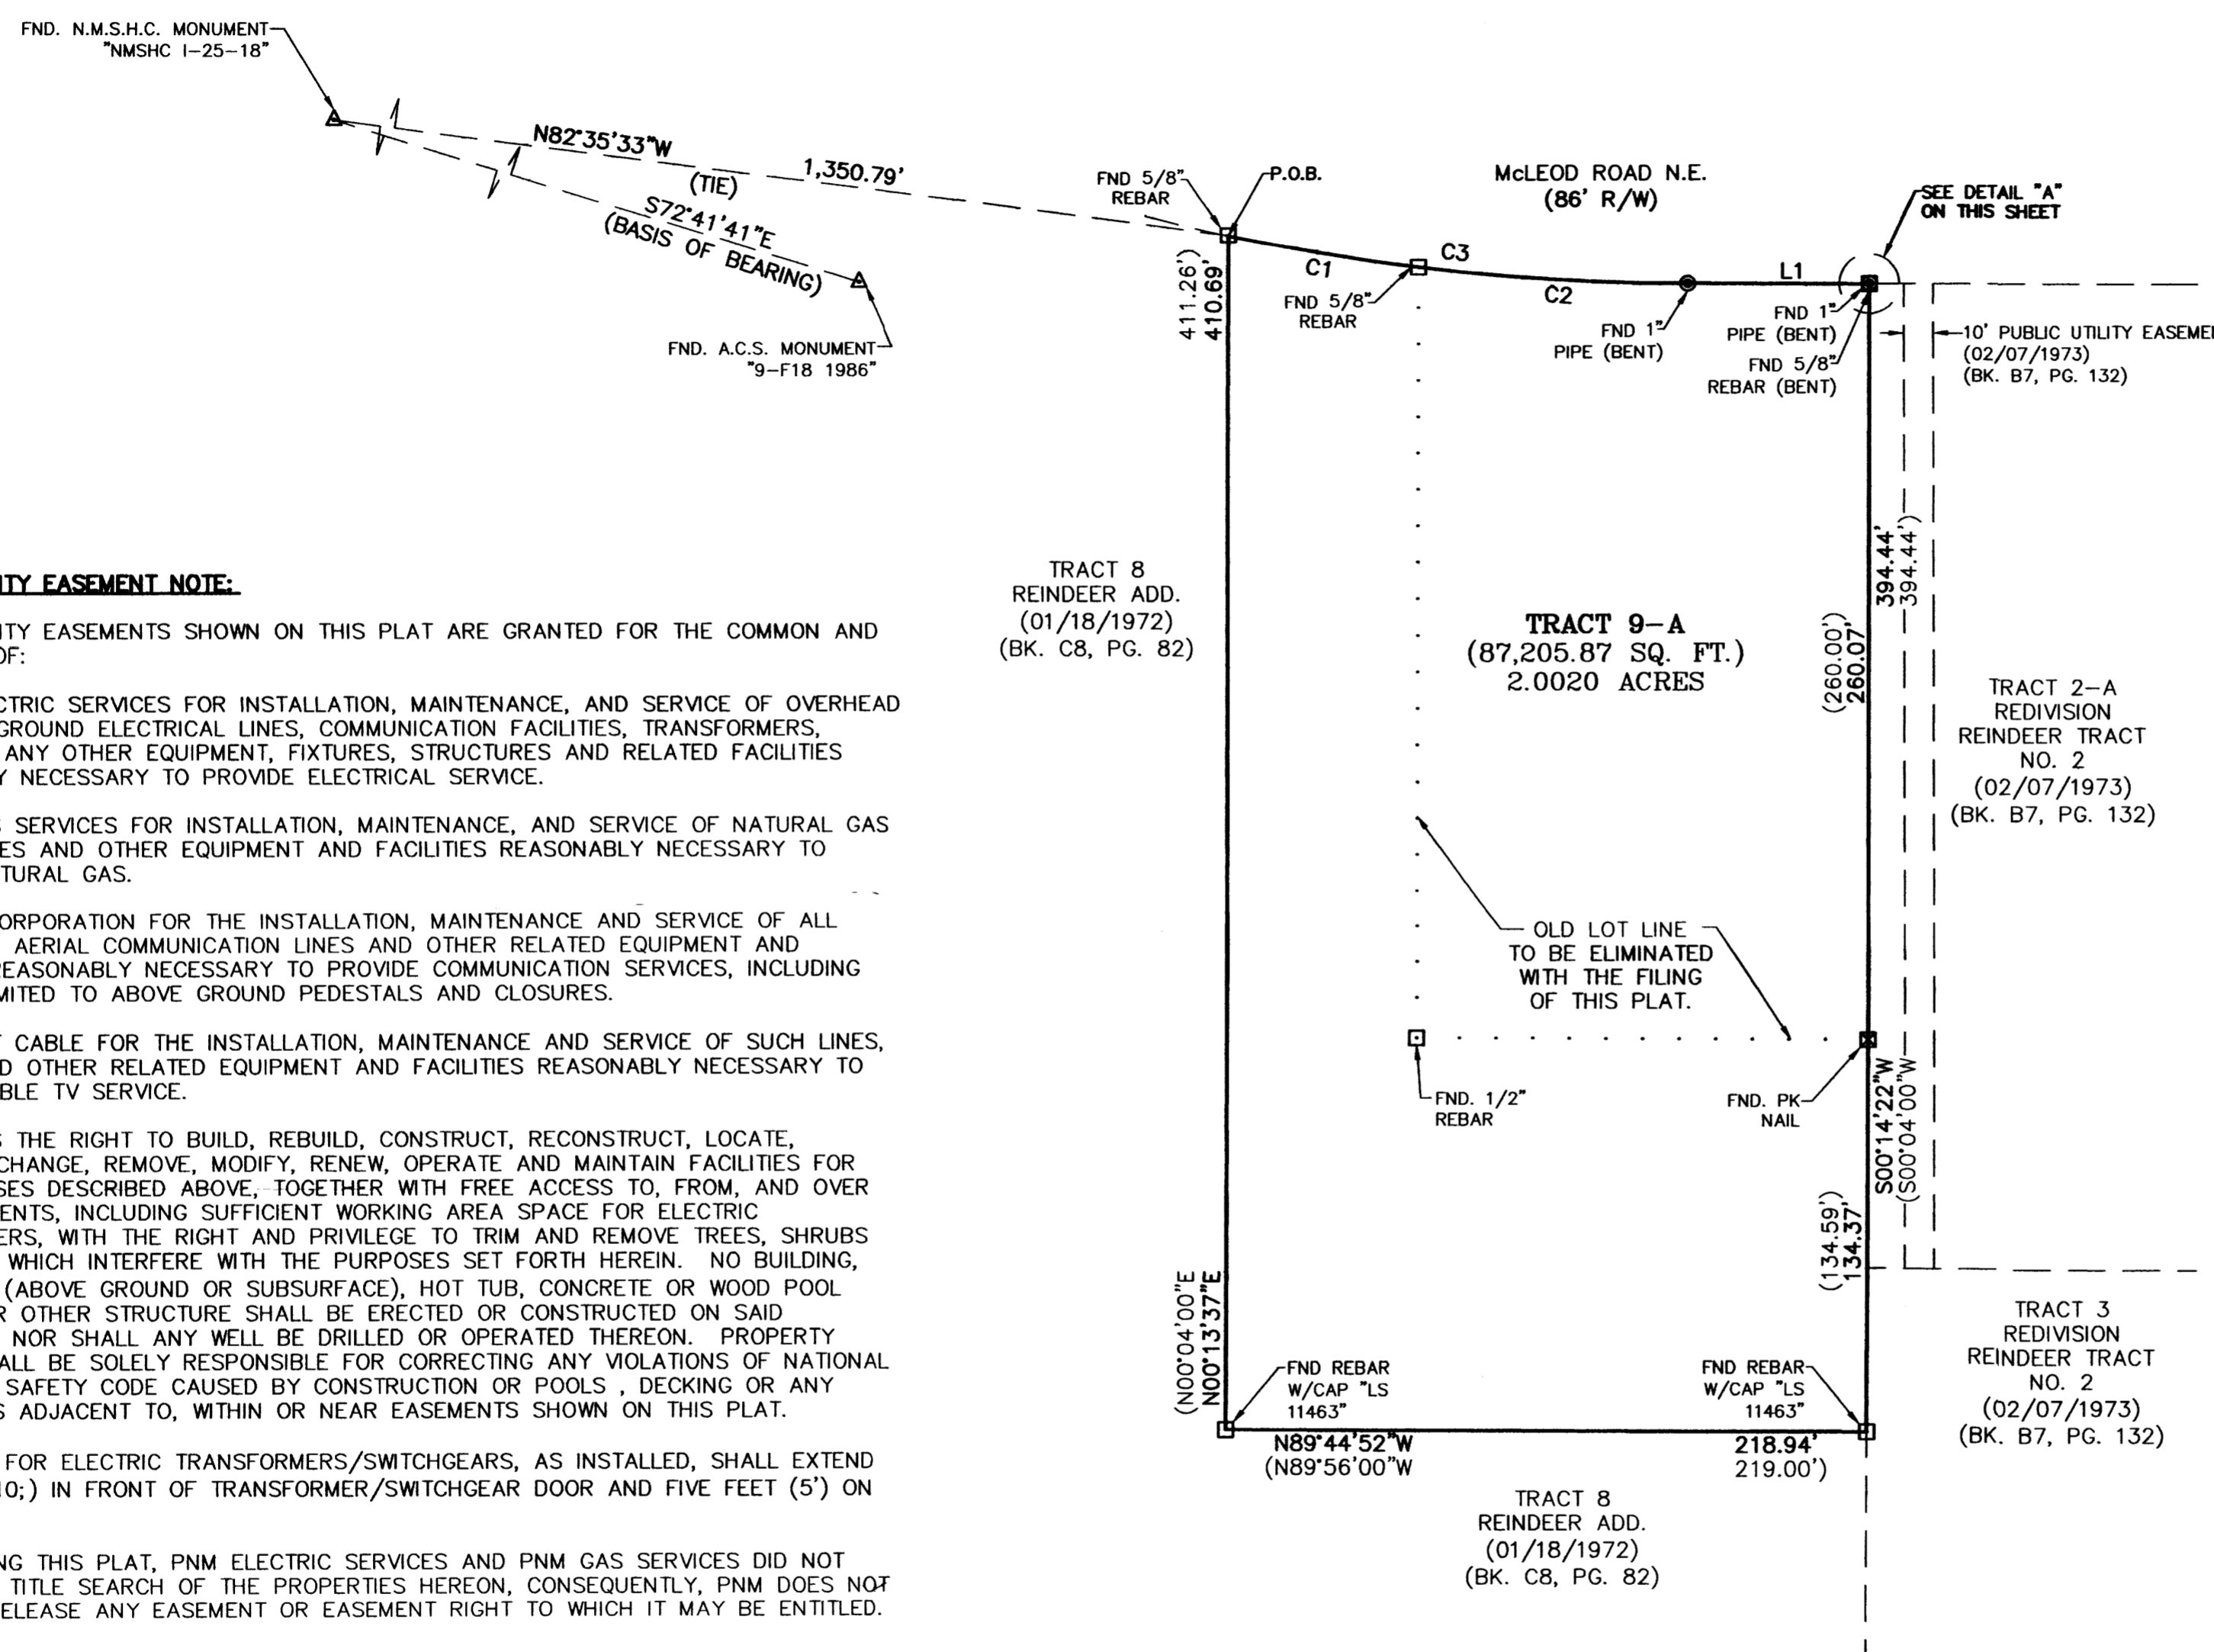 FND. N.M.S.H.C. MONUMENT
"NMSHC I-25-18"
N82°35'33"W
1,350.79'
(TIE)
S72°41'41"E
(BASIS OF BEARING)
FND. A.C.S. MONUMENT
"9-F18 1986"
FND 5/8"
REBAR
P.O.B.
McLEOD ROAD N.E.
(86' R/W)
SEE DETAIL "A"
ON THIS SHEET
C1
C3
C2
L1
FND 5/8"
REBAR
FND 1"
PIPE (BENT)
FND 1"
PIPE (BENT)
FND 5/8"
REBAR (BENT)
10' PUBLIC UTILITY EASEME
(02/07/1973)
(BK. B7, PG. 132)
411.26')
410.69'
TRACT 8
REINDEER ADD.
(01/18/1972)
(BK. C8, PG. 82)
TRACT 9-A
(87,205.87 SQ. FT.)
2.0020 ACRES
394.44'
394.44')
(260.00')
260.07'
TRACT 2-A
REDIVISION
REINDEER TRACT
NO. 2
(02/07/1973)
(BK. B7, PG. 132)
OLD LOT LINE
TO BE ELIMINATED
WITH THE FILING
OF THIS PLAT.
FND. 1/2"
REBAR
FND. PK
NAIL
S00°14'22"W
(S00°04'00"W
(134.59')
134.37'
(N00°04'00"E
N00°13'37"E
FND REBAR
W/CAP "LS
11463"
FND REBAR
W/CAP "LS
11463"
N89°44'52"W
218.94'
(N89°56'00"W
219.00')
TRACT 8
REINDEER ADD.
(01/18/1972)
(BK. C8, PG. 82)
TRACT 3
REDIVISION
REINDEER TRACT
NO. 2
(02/07/1973)
(BK. B7, PG. 132)
ITY EASEMENT NOTE:
ITY EASEMENTS SHOWN ON THIS PLAT ARE GRANTED FOR THE COMMON AND
OF:
CTRIC SERVICES FOR INSTALLATION, MAINTENANCE, AND SERVICE OF OVERHEAD
GROUND ELECTRICAL LINES, COMMUNICATION FACILITIES, TRANSFORMERS,
ANY OTHER EQUIPMENT, FIXTURES, STRUCTURES AND RELATED FACILITIES
Y NECESSARY TO PROVIDE ELECTRICAL SERVICE.
S SERVICES FOR INSTALLATION, MAINTENANCE, AND SERVICE OF NATURAL GAS
ES AND OTHER EQUIPMENT AND FACILITIES REASONABLY NECESSARY TO
TURAL GAS.
ORPORATION FOR THE INSTALLATION, MAINTENANCE AND SERVICE OF ALL
AERIAL COMMUNICATION LINES AND OTHER RELATED EQUIPMENT AND
REASONABLY NECESSARY TO PROVIDE COMMUNICATION SERVICES, INCLUDING
MITED TO ABOVE GROUND PEDESTALS AND CLOSURES.
T CABLE FOR THE INSTALLATION, MAINTENANCE AND SERVICE OF SUCH LINES,
D OTHER RELATED EQUIPMENT AND FACILITIES REASONABLY NECESSARY TO
BLE TV SERVICE.
S THE RIGHT TO BUILD, REBUILD, CONSTRUCT, RECONSTRUCT, LOCATE,
CHANGE, REMOVE, MODIFY, RENEW, OPERATE AND MAINTAIN FACILITIES FOR
SES DESCRIBED ABOVE, TOGETHER WITH FREE ACCESS TO, FROM, AND OVER
ENTS, INCLUDING SUFFICIENT WORKING AREA SPACE FOR ELECTRIC
ERS, WITH THE RIGHT AND PRIVILEGE TO TRIM AND REMOVE TREES, SHRUBS
WHICH INTERFERE WITH THE PURPOSES SET FORTH HEREIN. NO BUILDING,
(ABOVE GROUND OR SUBSURFACE), HOT TUB, CONCRETE OR WOOD POOL
R OTHER STRUCTURE SHALL BE ERECTED OR CONSTRUCTED ON SAID
NOR SHALL ANY WELL BE DRILLED OR OPERATED THEREON. PROPERTY
ALL BE SOLELY RESPONSIBLE FOR CORRECTING ANY VIOLATIONS OF NATIONAL
SAFETY CODE CAUSED BY CONSTRUCTION OR POOLS , DECKING OR ANY
S ADJACENT TO, WITHIN OR NEAR EASEMENTS SHOWN ON THIS PLAT.
FOR ELECTRIC TRANSFORMERS/SWITCHGEARS, AS INSTALLED, SHALL EXTEND
10;) IN FRONT OF TRANSFORMER/SWITCHGEAR DOOR AND FIVE FEET (5') ON
NG THIS PLAT, PNM ELECTRIC SERVICES AND PNM GAS SERVICES DID NOT
TITLE SEARCH OF THE PROPERTIES HEREON, CONSEQUENTLY, PNM DOES NOT
ELEASE ANY EASEMENT OR EASEMENT RIGHT TO WHICH IT MAY BE ENTITLED.